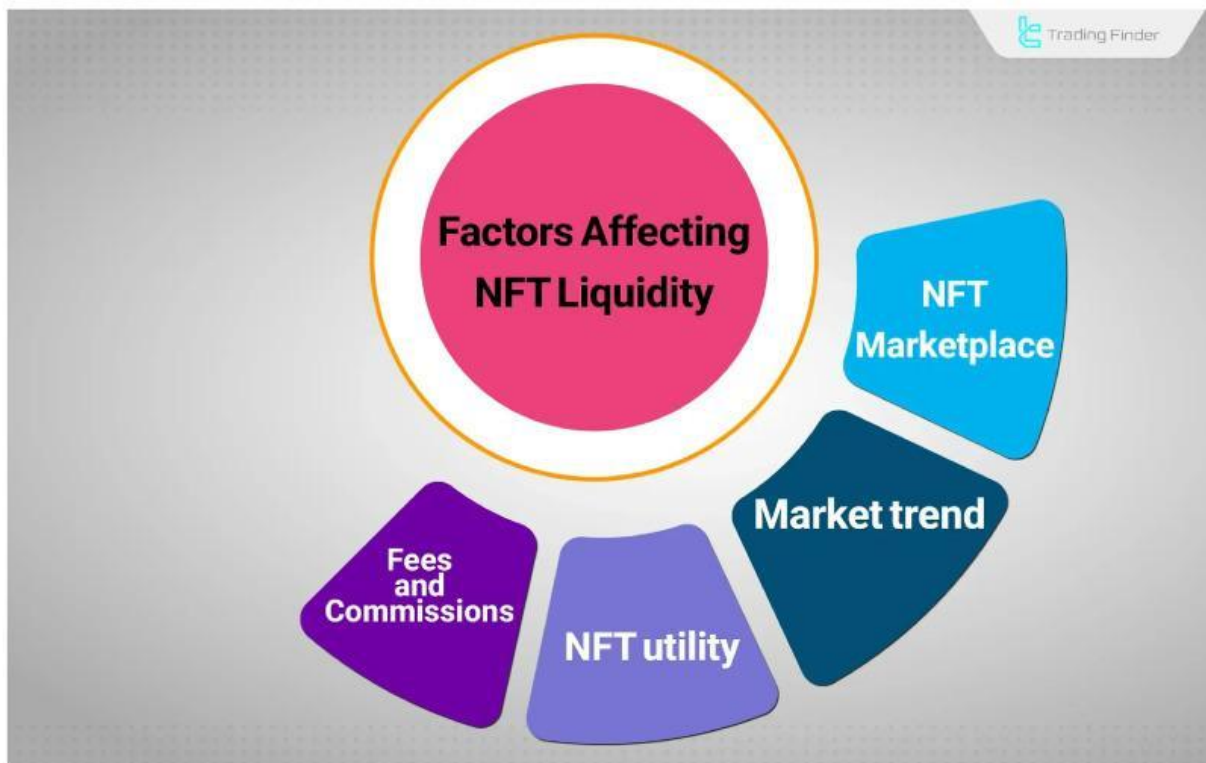 Trading Finder
Factors Affecting
NFT Liquidity
NFT
Marketplace
Market trend
NFT utility
Fees
and
Commissions